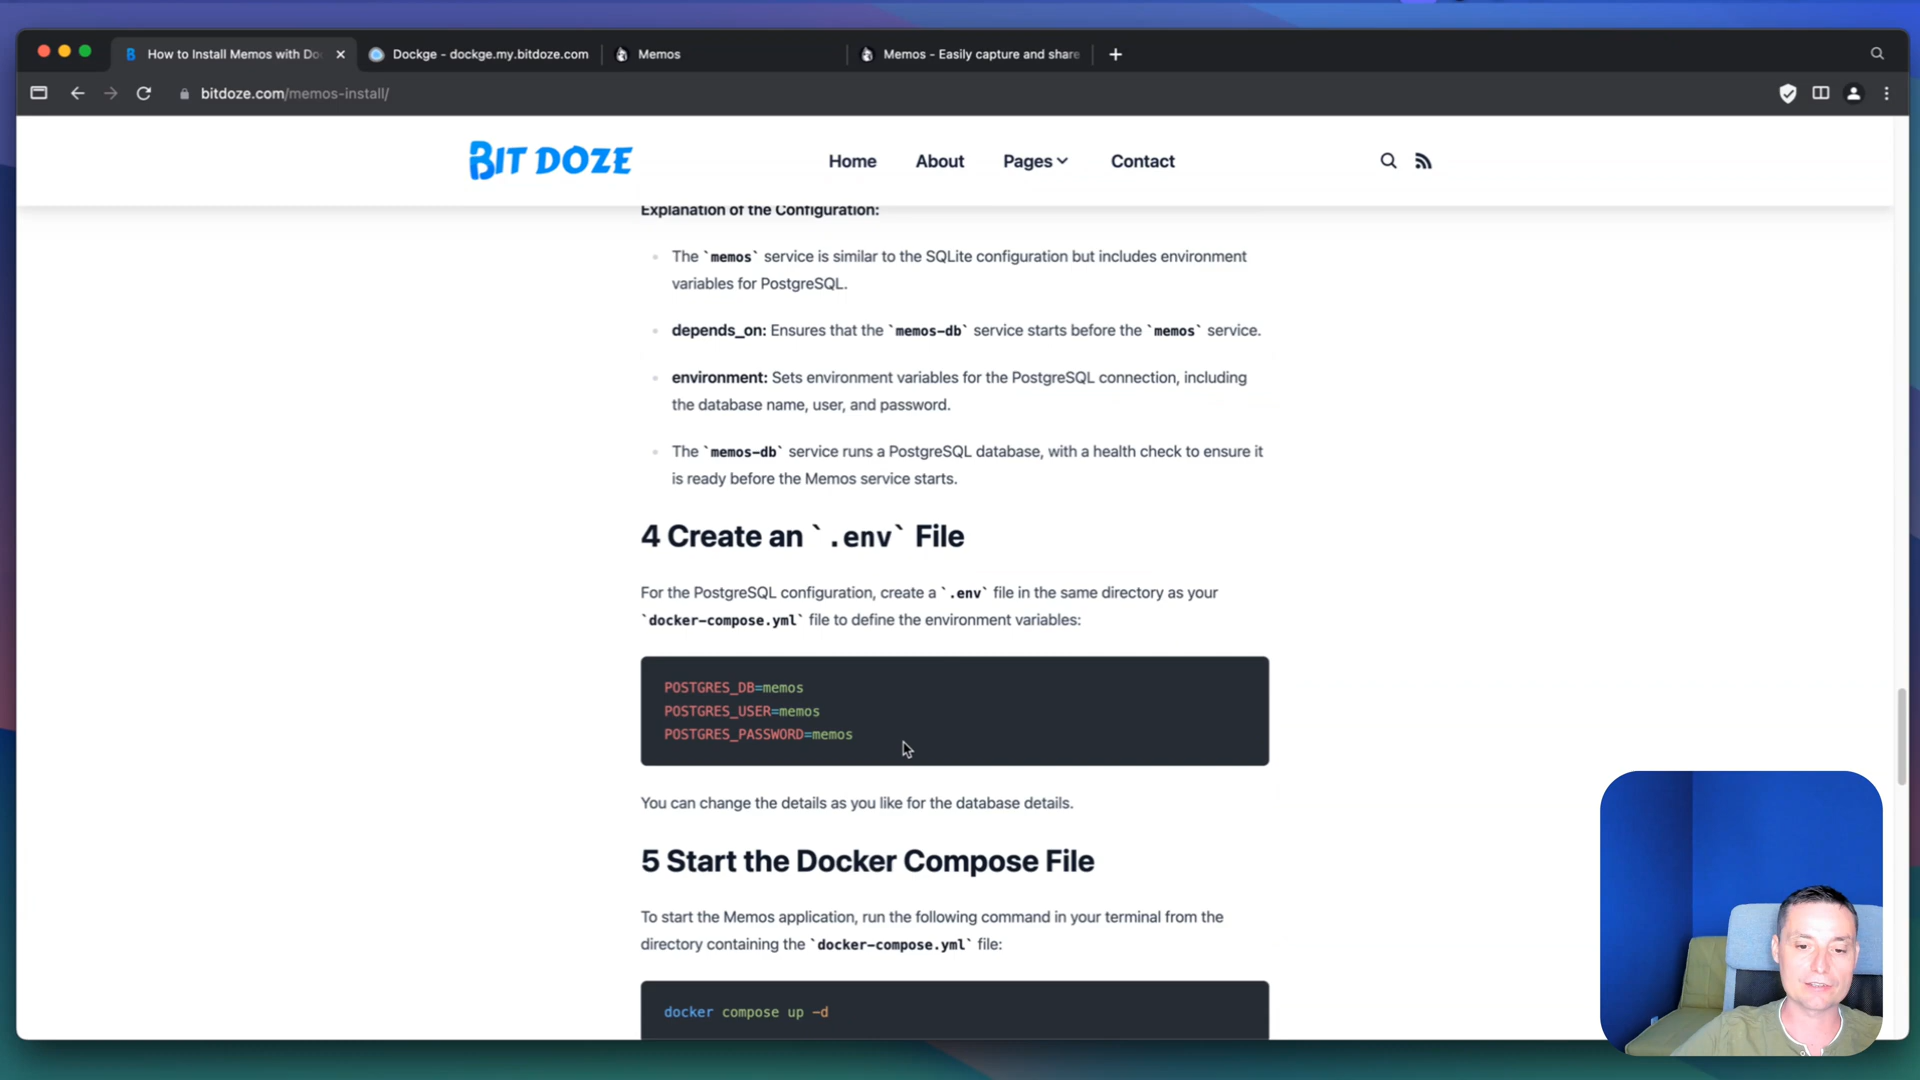 How to Install Memos with Do
Dockge - dockge.my.bitdoze.com
Memos
Memos - Easily capture and share
bitdoze.com/memos-install/
BIT DOZE
Home
About
Pages
Contact
Explanation of the Configuration:
The `memos` service is similar to the SQLite configuration but includes environment
variables for PostgreSQL.
depends_on: Ensures that the `memos-db` service starts before the `memos` service.
environment: Sets environment variables for the PostgreSQL connection, including
the database name, user, and password.
The `memos-db` service runs a PostgreSQL database, with a health check to ensure it
is ready before the Memos service starts.
4 Create an `.env` File
For the PostgreSQL configuration, create a `.env` file in the same directory as your
`docker-compose.yml` file to define the environment variables:
POSTGRES_DB=memos
POSTGRES_USER=memos
POSTGRES_PASSWORD=memos
You can change the details as you like for the database details.
5 Start the Docker Compose File
To start the Memos application, run the following command in your terminal from the
directory containing the `docker-compose.yml` file:
docker compose up -d